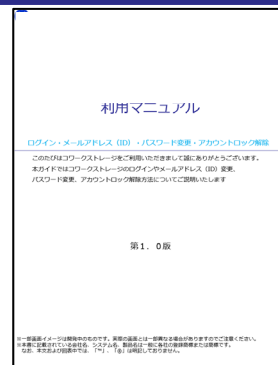 利用マニュアル
ログイン・メールアドレス（ID）・パスワード変更・アカウントロック解除
このたびはコワークストレージをご利用いただきまして誠にありがとうございます。
本ガイドではコワークストレージのログインやメールアドレス（ID）変更、
パスワード変更、アカウントロック解除方法についてご説明いたします
第1．0版
※一部画面イメージは開発中のものです。実際の画面とは一部異なる場合がありますのでご注意ください。
※本書に記載されている会社名、システム名、製品名は一般に各社の登録商標または商標です。
なお、本文および図表中では、「™」、「®」は明記しておりません。